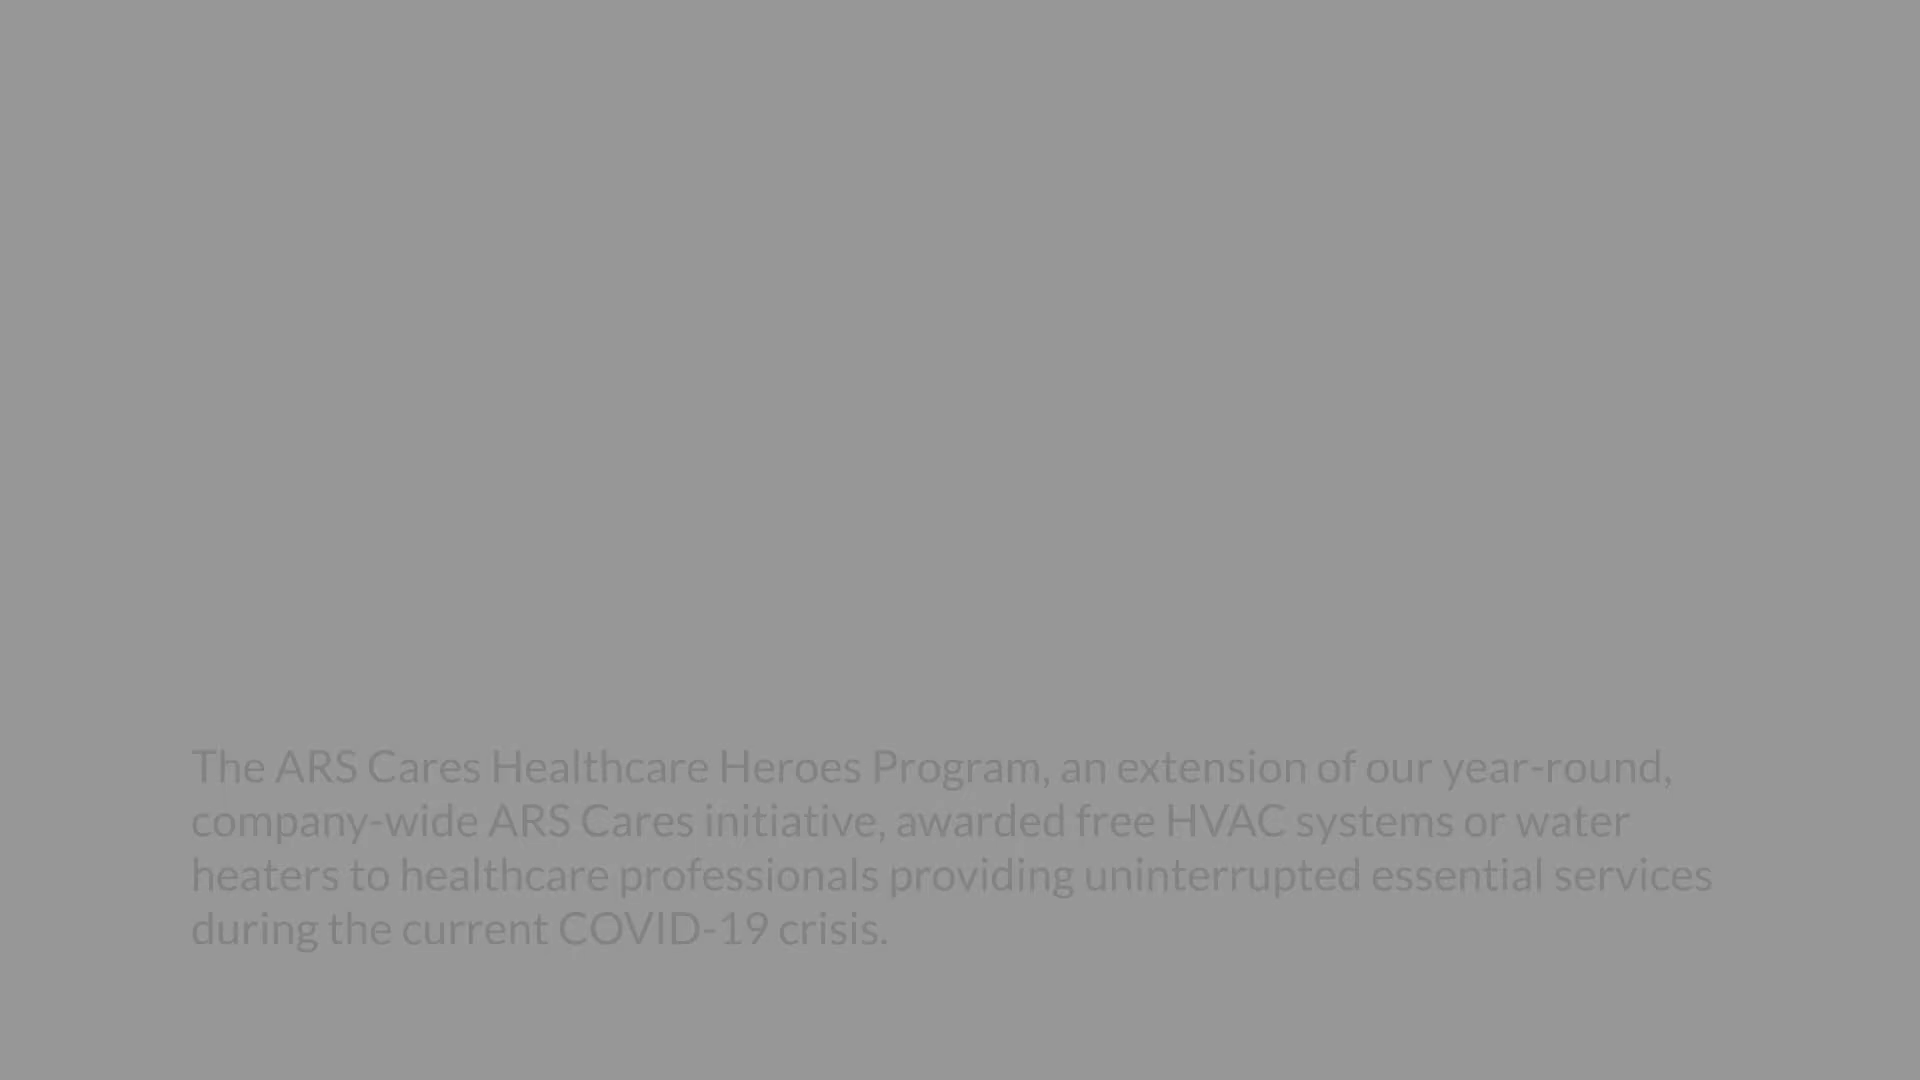 The ARS Cares Healthcare Heroes Program, an extension of our year-round,
company-wide ARS Cares initiative, awarded free HVAC systems or water
heaters to healthcare professionals providing uninterrupted essential services
during the current COVID-19 crisis.